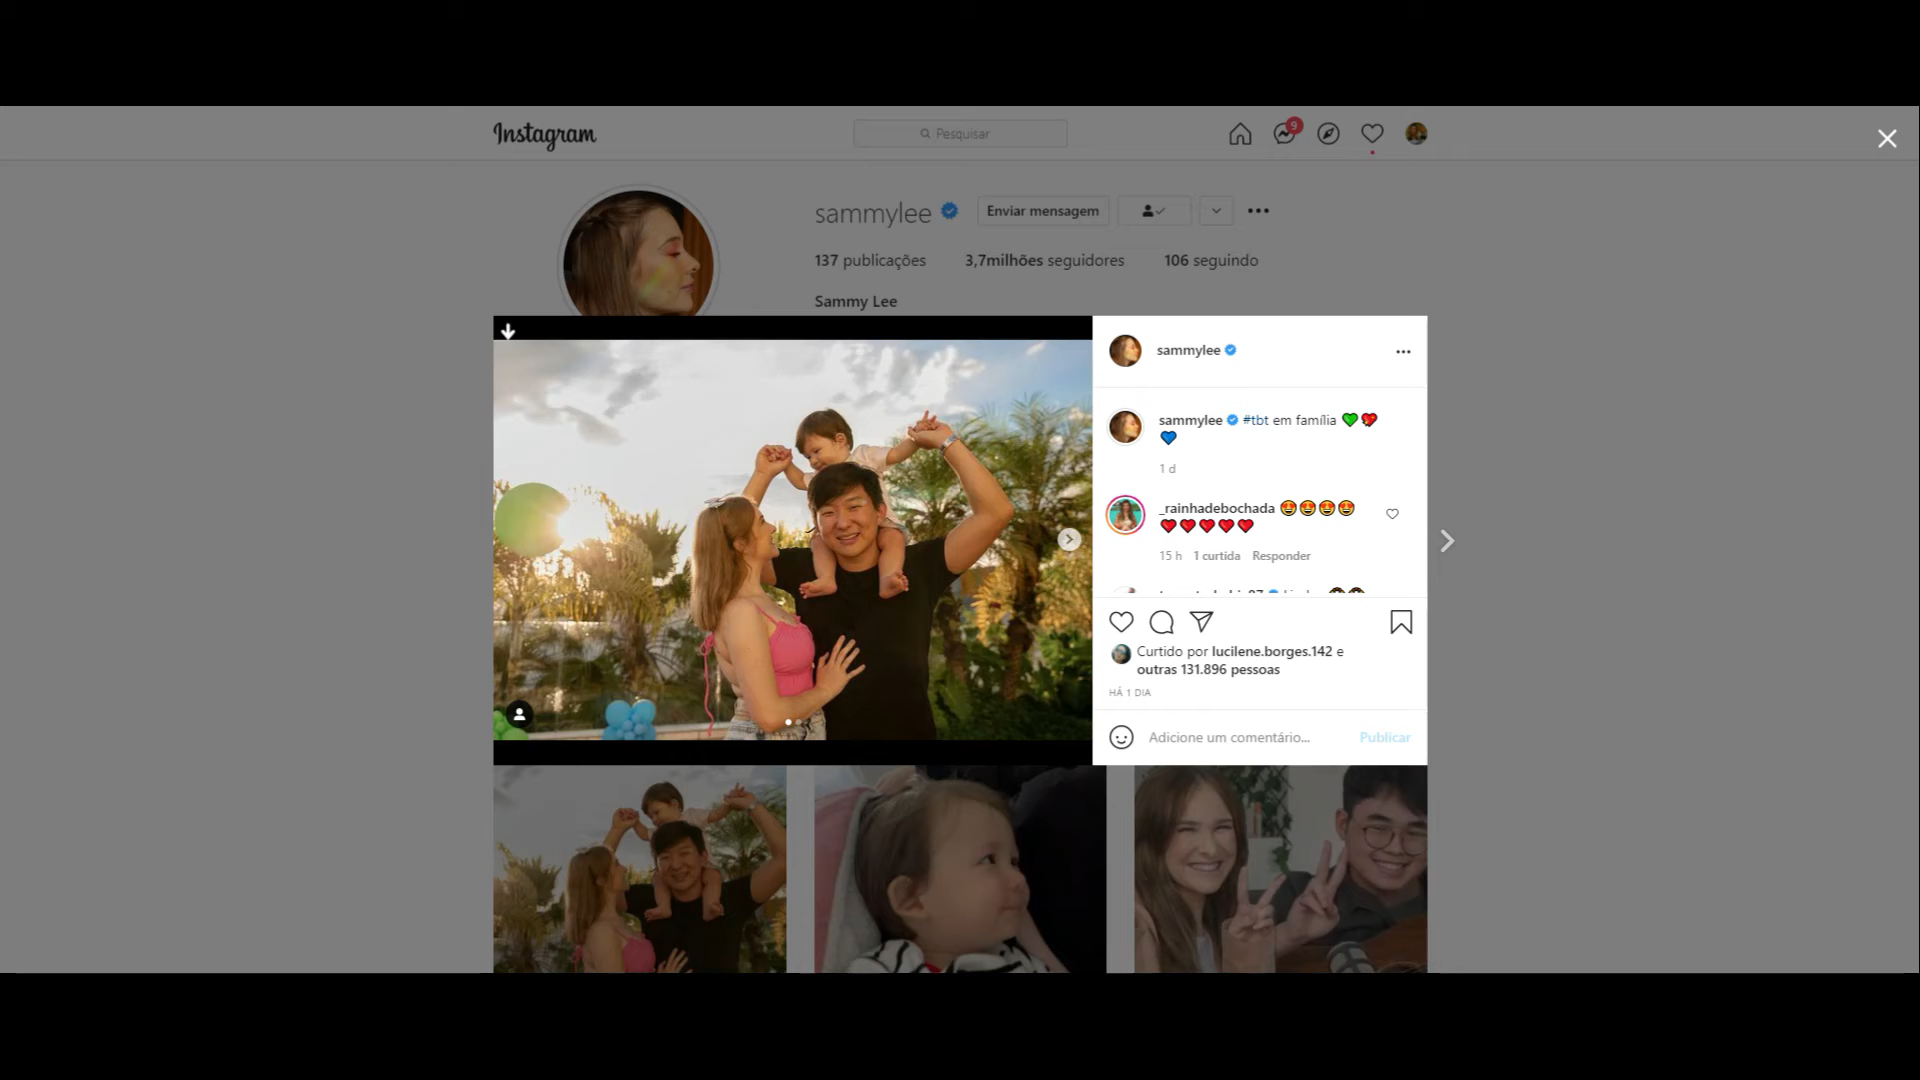 Instagram
Pesquisar
9
sammylee
Enviar mensagem
137 publicações
3,7milhões seguidores
106 seguindo
Sammy Lee
sammylee
sammylee #tbt em família 💚❤️
💙
1 d
_rainhadebochada 😍😍😍😍
❤️❤️❤️❤️❤️
15 h 1 curtida Responder
Curtido por lucilene.borges.142 e
outras 131.896 pessoas
HÁ 1 DIA
Adicione um comentário...
Publicar